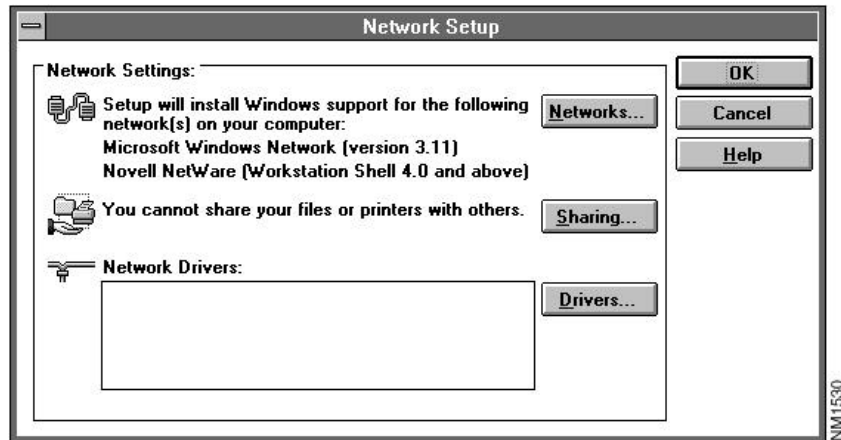 Network Setup
Network Settings:
Setup will install Windows support for the following
network(s) on your computer:
Microsoft Windows Network (version 3.11)
Novell NetWare (Workstation Shell 4.0 and above)
Networks...
You cannot share your files or printers with others.
Sharing...
Network Drivers:
Drivers...
OK
Cancel
Help
NM1530